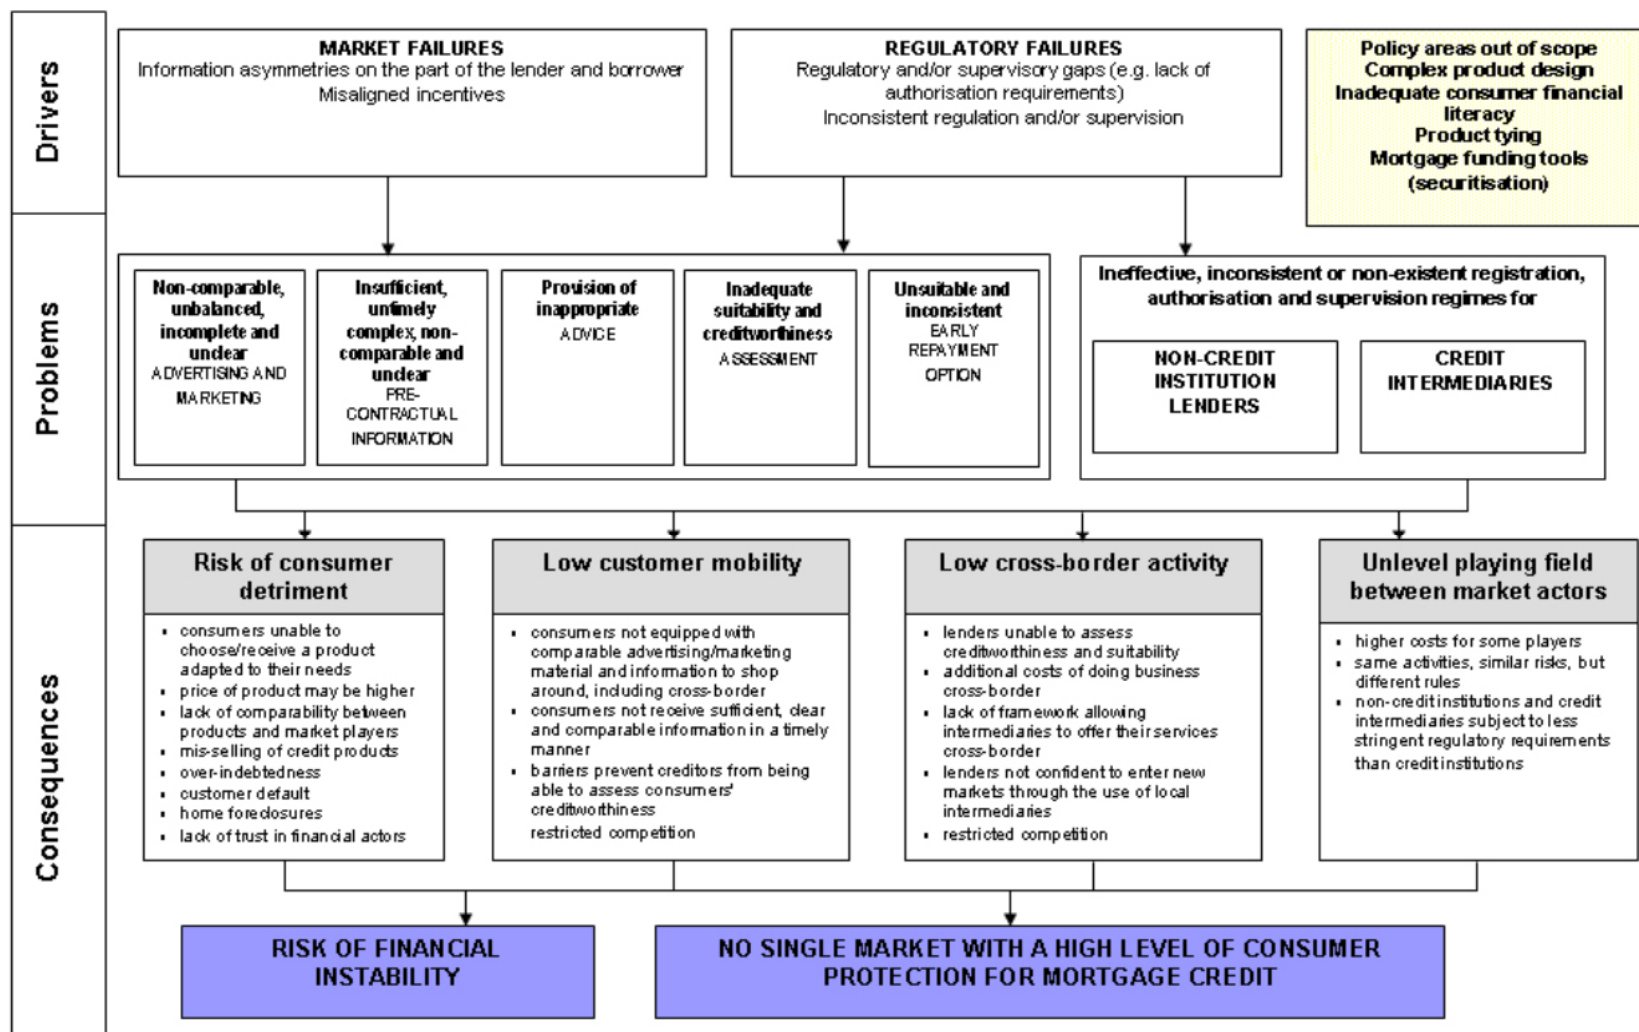 Drivers
MARKET FAILURES
Information asymmetries on the part of the lender and borrower
Misaligned incentives
REGULATORY FAILURES
Regulatory and/or supervisory gaps (e.g. lack of
authorisation requirements)
Inconsistent regulation and/or supervision
Policy areas out of scope
Complex product design
Inadequate consumer financial
literacy
Product tying
Mortgage funding tools
(securitisation)
Problems
Non-comparable,
unbalanced,
incomplete and
unclear
ADVERTISING AND
MARKETING
Insufficient,
untimely
complex, non-
comparable and
unclear
PRE-
CONTRACTUAL
INFORMATION
Provision of
inappropriate
ADVICE
Inadequate
suitability and
creditworthiness
ASSESSMENT
Unsuitable and
inconsistent
EARLY
REPAYMENT
OPTION
Ineffective, inconsistent or non-existent registration,
authorisation and supervision regimes for
NON-CREDIT
INSTITUTION
LENDERS
CREDIT
INTERMEDIARIES
Consequences
Risk of consumer
detriment
▪ consumers unable to
choose/receive a product
adapted to their needs
▪ price of product may be higher
▪ lack of comparability between
products and market players
▪ mis-selling of credit products
▪ over-indebtedness
▪ customer default
▪ home foreclosures
▪ lack of trust in financial actors
Low customer mobility
▪ consumers not equipped with
comparable advertising/marketing
material and information to shop
around, including cross-border
▪ consumers not receive sufficient, clear
and comparable information in a timely
manner
▪ barriers prevent creditors from being
able to assess consumers'
creditworthiness
restricted competition
Low cross-border activity
▪ lenders unable to assess
creditworthiness and suitability
▪ additional costs of doing business
cross-border
▪ lack of framework allowing
intermediaries to offer their services
cross-border
▪ lenders not confident to enter new
markets through the use of local
intermediaries
▪ restricted competition
Unlevel playing field
between market actors
▪ higher costs for some players
▪ same activities, similar risks, but
different rules
▪ non-credit institutions and credit
intermediaries subject to less
stringent regulatory requirements
than credit institutions
RISK OF FINANCIAL
INSTABILITY
NO SINGLE MARKET WITH A HIGH LEVEL OF CONSUMER
PROTECTION FOR MORTGAGE CREDIT